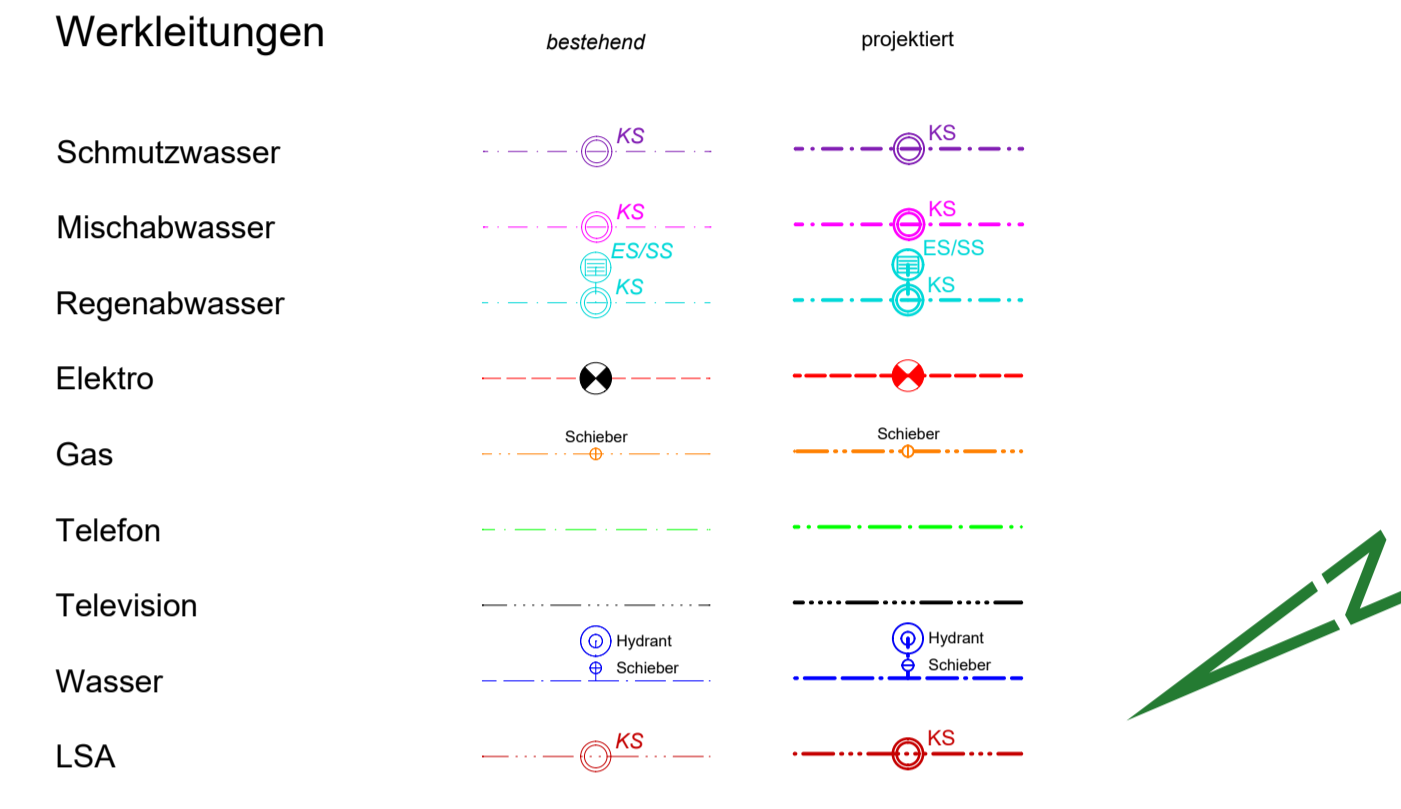 Werkleitungen bestehend projektiert
Schmutzwasser KS KS
Mischabwasser KS KS
ES/SS ES/SS
Regenabwasser KS KS
Elektro
Schieber Schieber
Gas
Telefon
Television
Hydrant Hydrant
Schieber Schieber
Wasser
LSA KS KS